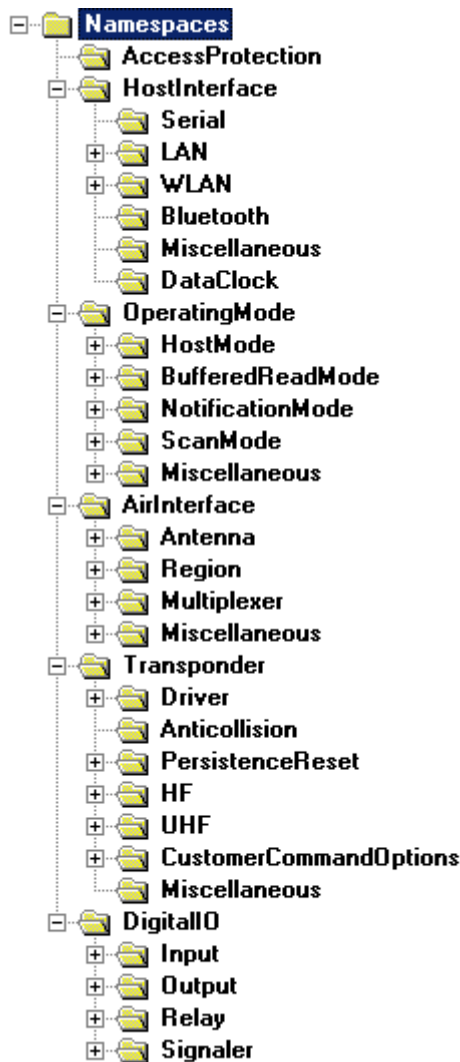 Namespaces
AccessProtection
HostInterface
Serial
LAN
WLAN
Bluetooth
Miscellaneous
DataClock
OperatingMode
HostMode
BufferedReadMode
NotificationMode
ScanMode
Miscellaneous
AirInterface
Antenna
Region
Multiplexer
Miscellaneous
Transponder
Driver
Anticollision
PersistenceReset
HF
UHF
CustomerCommandOptions
Miscellaneous
DigitalIO
Input
Output
Relay
Signaler